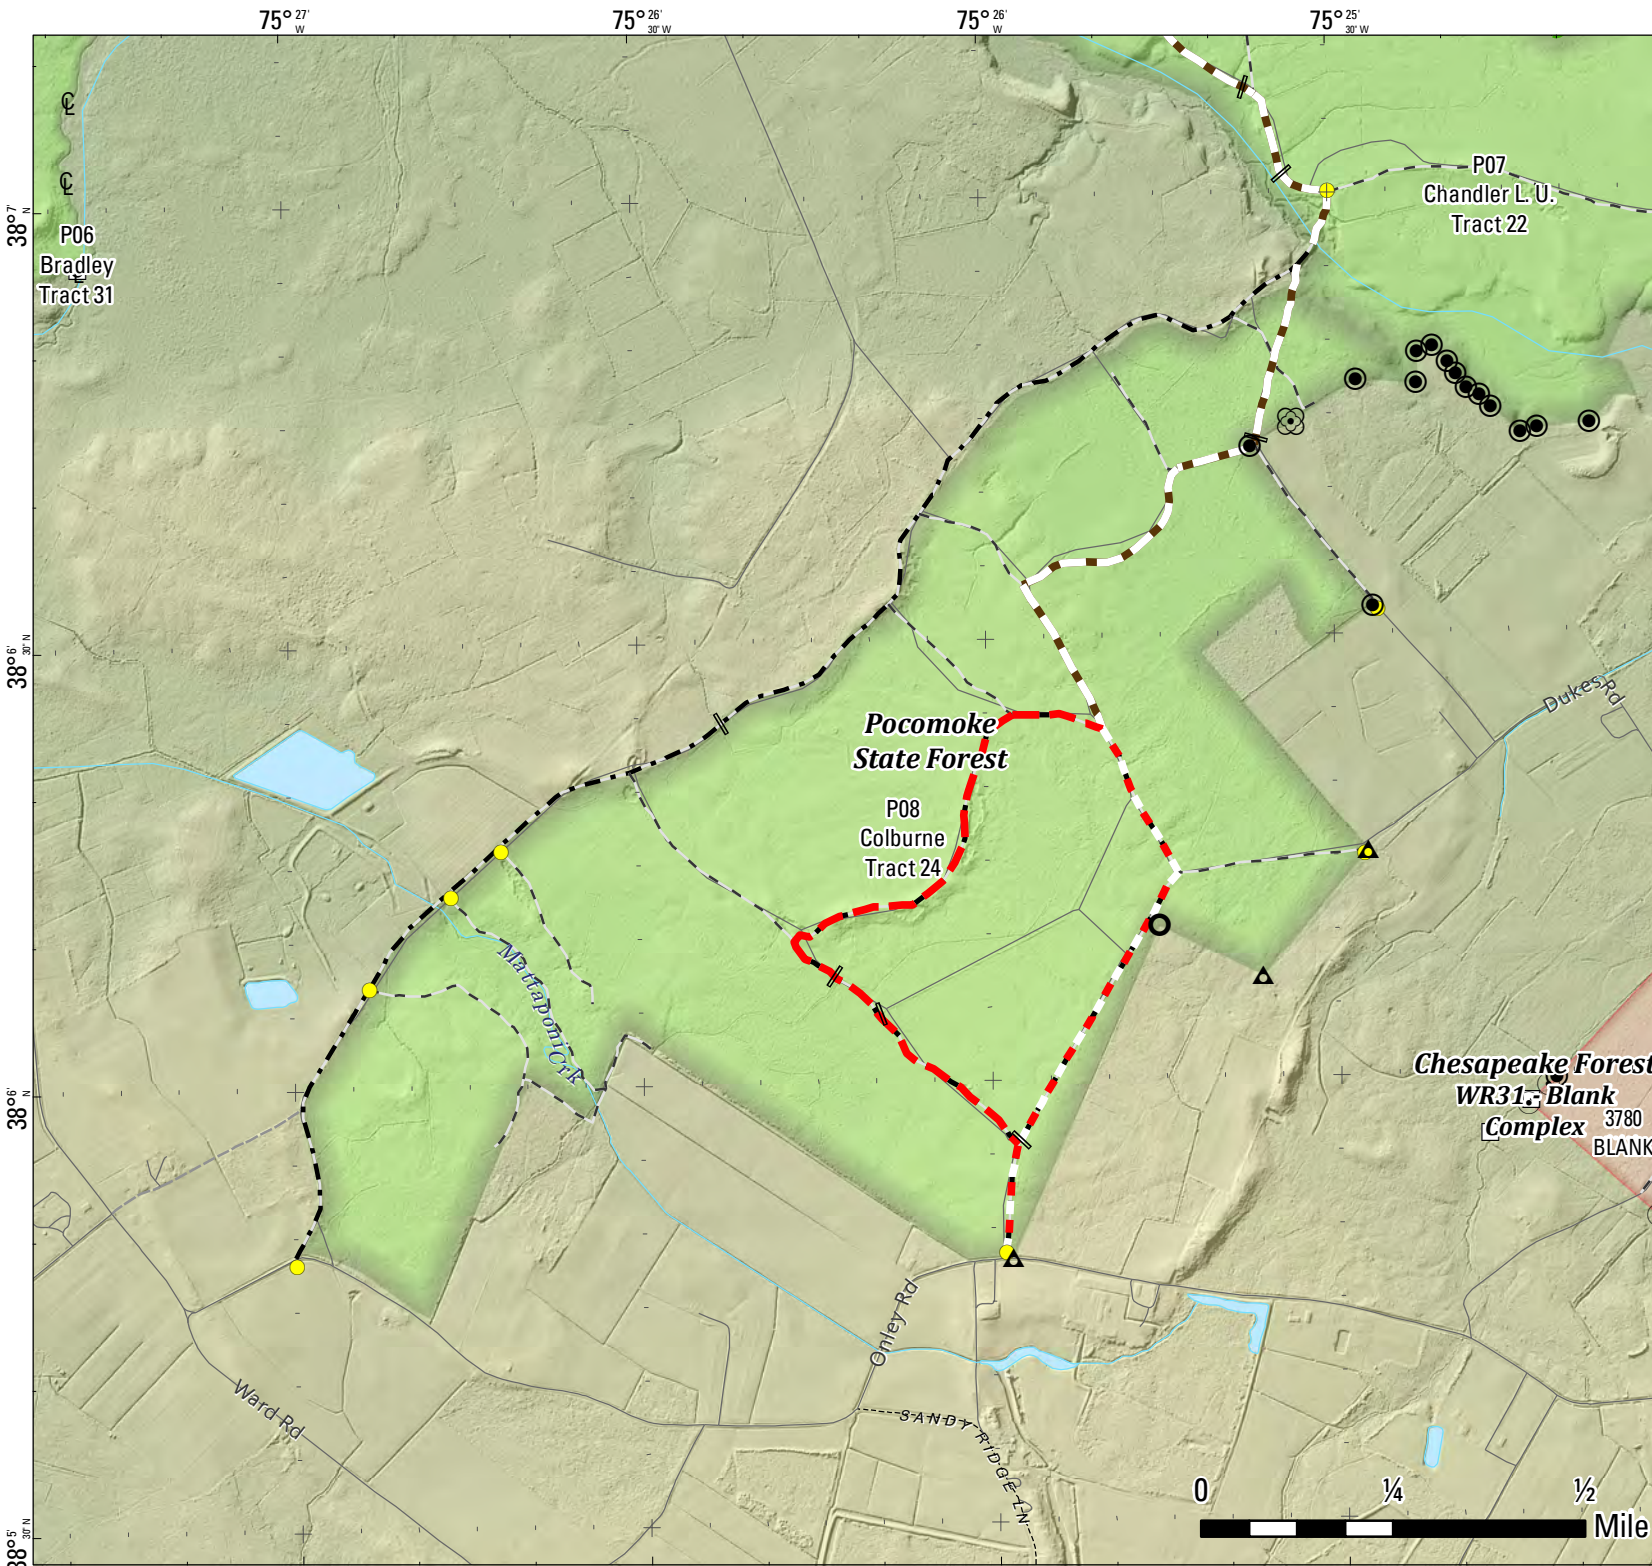 75° 27' W
75° 26' 30' W
75° 26' W
75° 25' 30' W
38° 7' N
38° 6' 30' N
38° 6' N
38° 5' 30' N
P06
Bradley
Tract 31
P07
Chandler L. U.
Tract 22
Dukes Rd
Pocomoke
State Forest
P08
Colburne
Tract 24
Mattaponi Crk
Chesapeake Forest
WR31 - Blank
Complex
3780
BLANK
Onley Rd
Ward Rd
SANDY RIDGE LN
0 ¼ ½
Mile